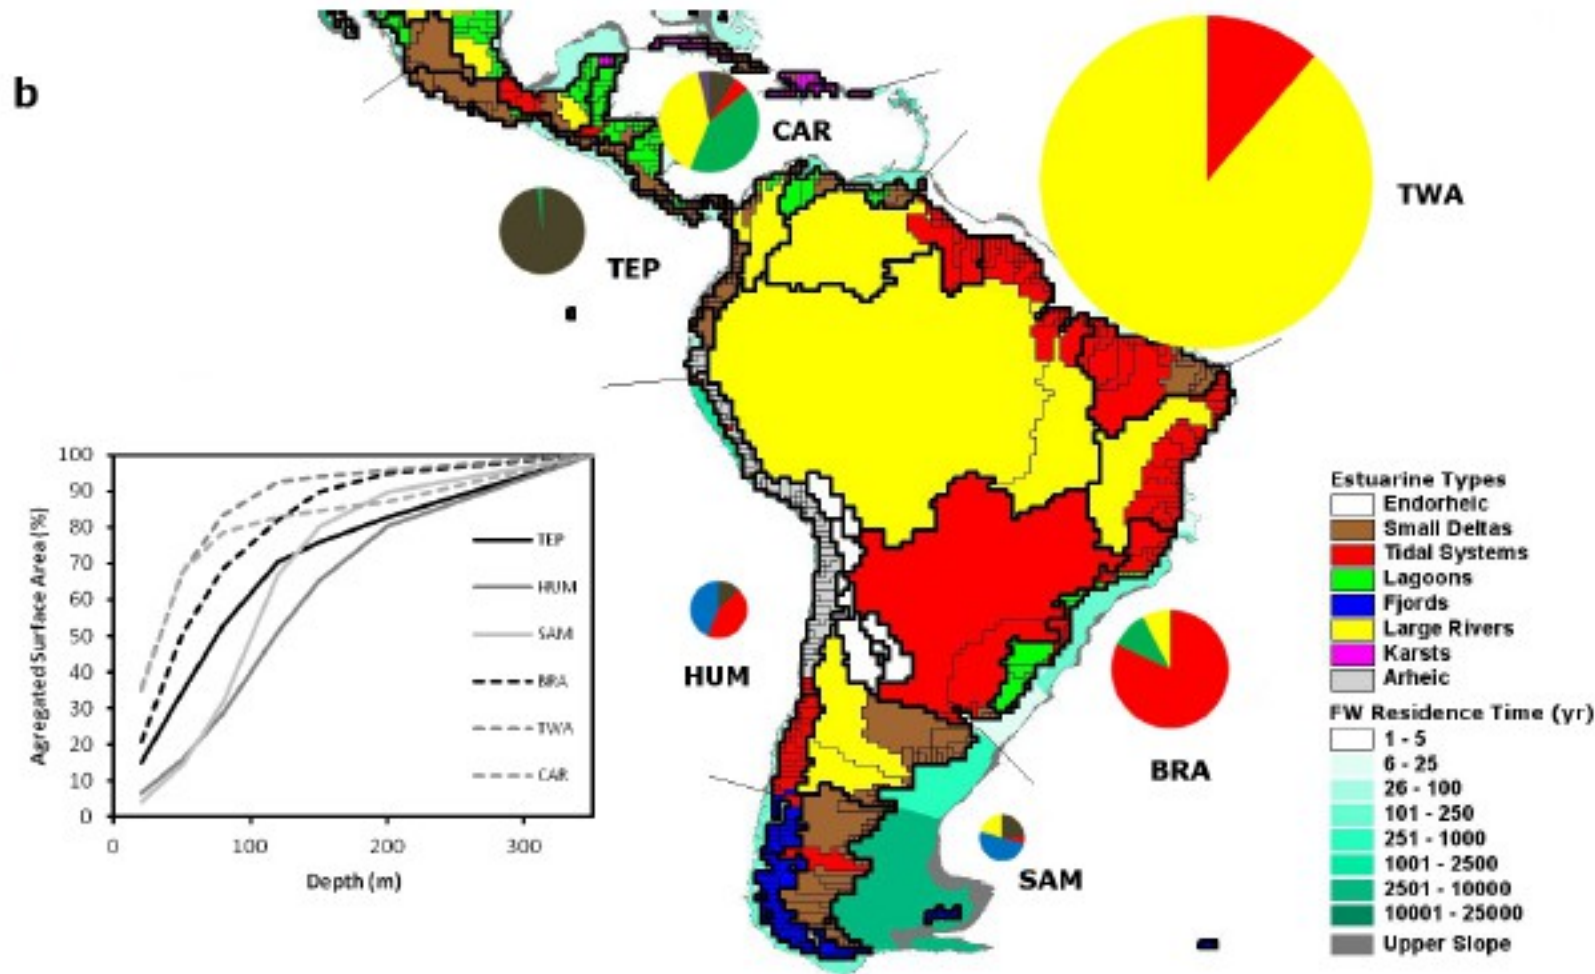 b
CAR
TWA
TEP
HUM
BRA
SAM
Agregated Surface Area (%)
100
90
80
70
60
50
40
30
20
10
0
0 100 200 300
Depth (m)
TEP
HUM
SAM
BRA
TWA
CAR
Estuarine Types
Endorheic
Small Deltas
Tidal Systems
Lagoons
Fjords
Large Rivers
Karsts
Arheic
FW Residence Time (yr)
1 - 5
6 - 25
26 - 100
101 - 250
251 - 1000
1001 - 2500
2501 - 10000
10001 - 25000
Upper Slope